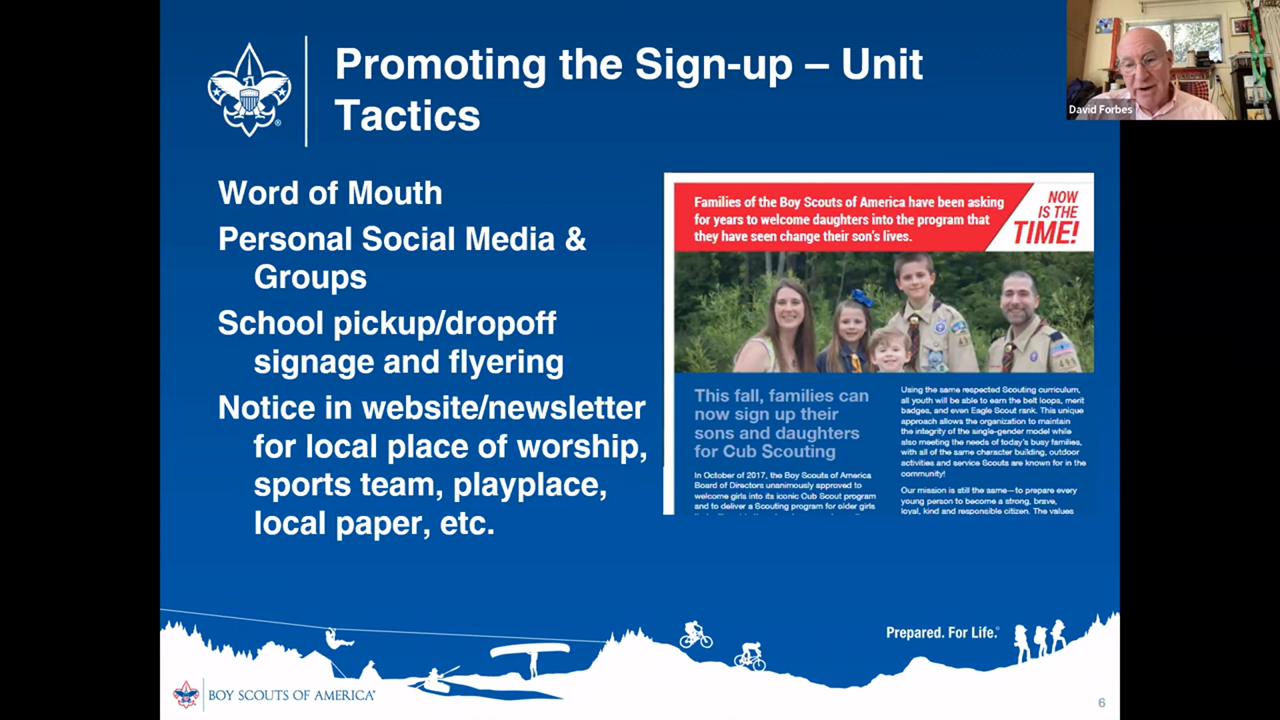 Promoting the Sign-up – Unit
Tactics
David Forbes
Word of Mouth
Personal Social Media &
Groups
School pickup/dropoff
signage and flyering
Notice in website/newsletter
for local place of worship,
sports team, playplace,
local paper, etc.
Families of the Boy Scouts of America have been asking
for years to welcome daughters into the program that
they have seen change their son's lives.
NOW
IS THE
TIME!
This fall, families can
now sign up their
sons and daughters
for Cub Scouting
In October of 2017, the Boy Scouts of America
Board of Directors unanimously approved to
welcome girls into its iconic Cub Scout program
and to deliver a Scouting program for older girls
Using the same respected Scouting curriculum,
all youth will be able to earn the belt loops, merit
badges, and even Eagle Scout rank. This unique
approach allows the organization to maintain
the integrity of the single-gender model while
also meeting the needs of today's busy families,
with all of the same character building, outdoor
activities and service Scouts are known for in the
community!
Our mission is still the same—to prepare every
young person to become a strong, brave,
loyal, kind and responsible citizen. The values
Prepared. For Life.®
BOY SCOUTS OF AMERICA®
6